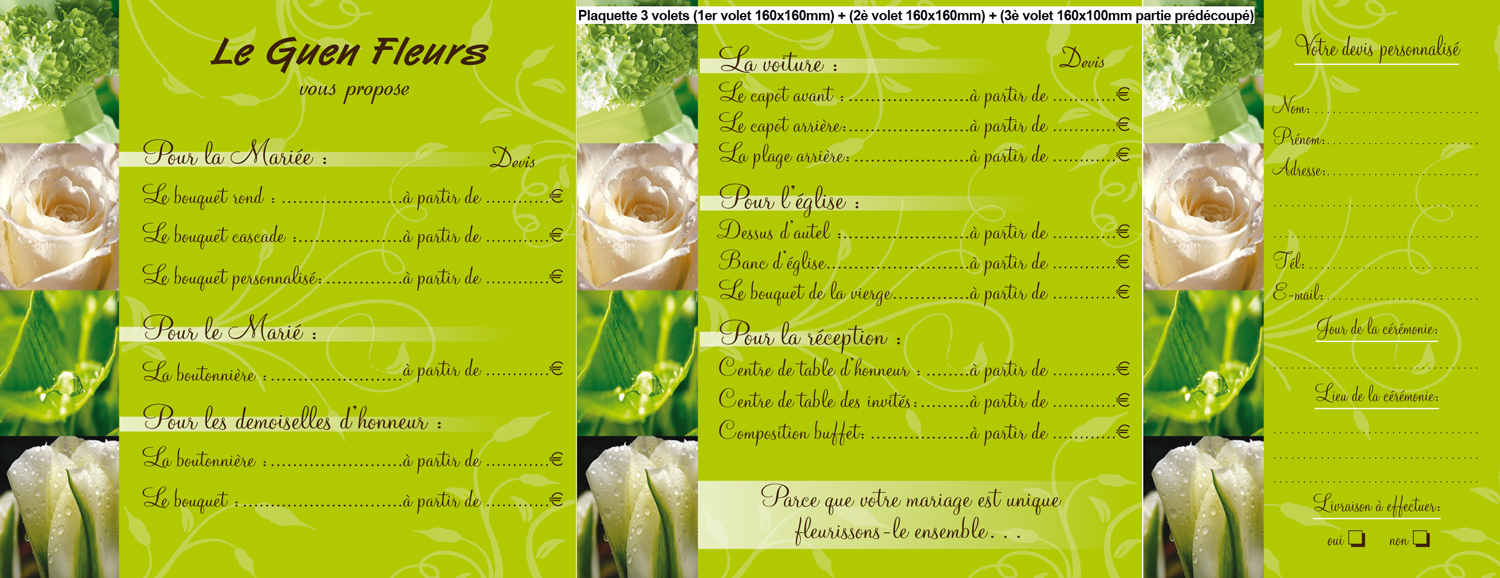 Plaquette 3 volets (1er volet 160x160mm) + (2è volet 160x160mm) + (3è volet 160x100mm partie prédécoupé)
Le Guen Fleurs
vous propose
Pour la Mariée : Devis
Le bouquet rond : ........................à partir de ..........€
Le bouquet cascade :.....................à partir de ..........€
Le bouquet personnalisé:................à partir de ..........€
Pour le Marié :
La boutonnière :..........................à partir de ..........€
Pour les demoiselles d'honneur :
La boutonnière :..........................à partir de ..........€
Le bouquet :................................à partir de ..........€
La voiture : Devis
Le capot avant :........................à partir de ..........€
Le capot arrière:........................à partir de ..........€
La plage arrière:........................à partir de ..........€
Pour l'église :
Dessus d'autel :..........................à partir de ..........€
Banc d'église............................à partir de ..........€
Le bouquet de la vierge...............à partir de ..........€
Pour la réception :
Centre de table d'honneur : .........à partir de ..........€
Centre de table des invités:..........à partir de ..........€
Composition buffet: ....................à partir de ..........€
Parce que votre mariage est unique
fleurissons-le ensemble...
Votre devis personnalisé
Nom: ..............................
Prénom:............................
Adresse:............................
....................................
....................................
Tél: ...............................
E-mail:............................
Jour de la cérémonie:
....................................
Lieu de la cérémonie:
....................................
....................................
....................................
Livraison à effectuer:
oui ❏ non ❏